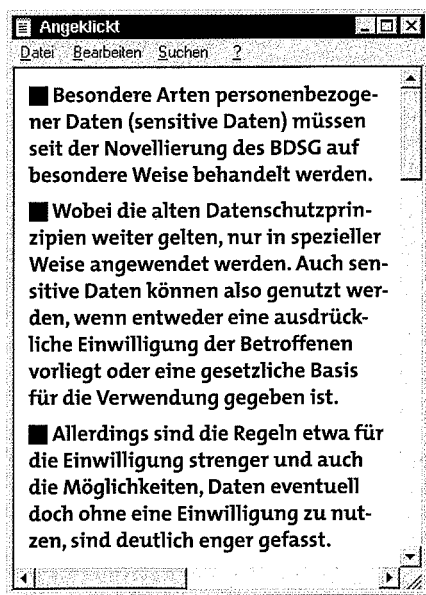 Angeklickt
Datei Bearbeiten Suchen ?
■ Besondere Arten personenbezoge-
ner Daten (sensitive Daten) müssen
seit der Novellierung des BDSG auf
besondere Weise behandelt werden.
■ Wobei die alten Datenschutzprin-
zipien weiter gelten, nur in spezieller
Weise angewendet werden. Auch sen-
sitive Daten können also genutzt wer-
den, wenn entweder eine ausdrück-
liche Einwilligung der Betroffenen
vorliegt oder eine gesetzliche Basis
für die Verwendung gegeben ist.
■ Allerdings sind die Regeln etwa für
die Einwilligung strenger und auch
die Möglichkeiten, Daten eventuell
doch ohne eine Einwilligung zu nut-
zen, sind deutlich enger gefasst.